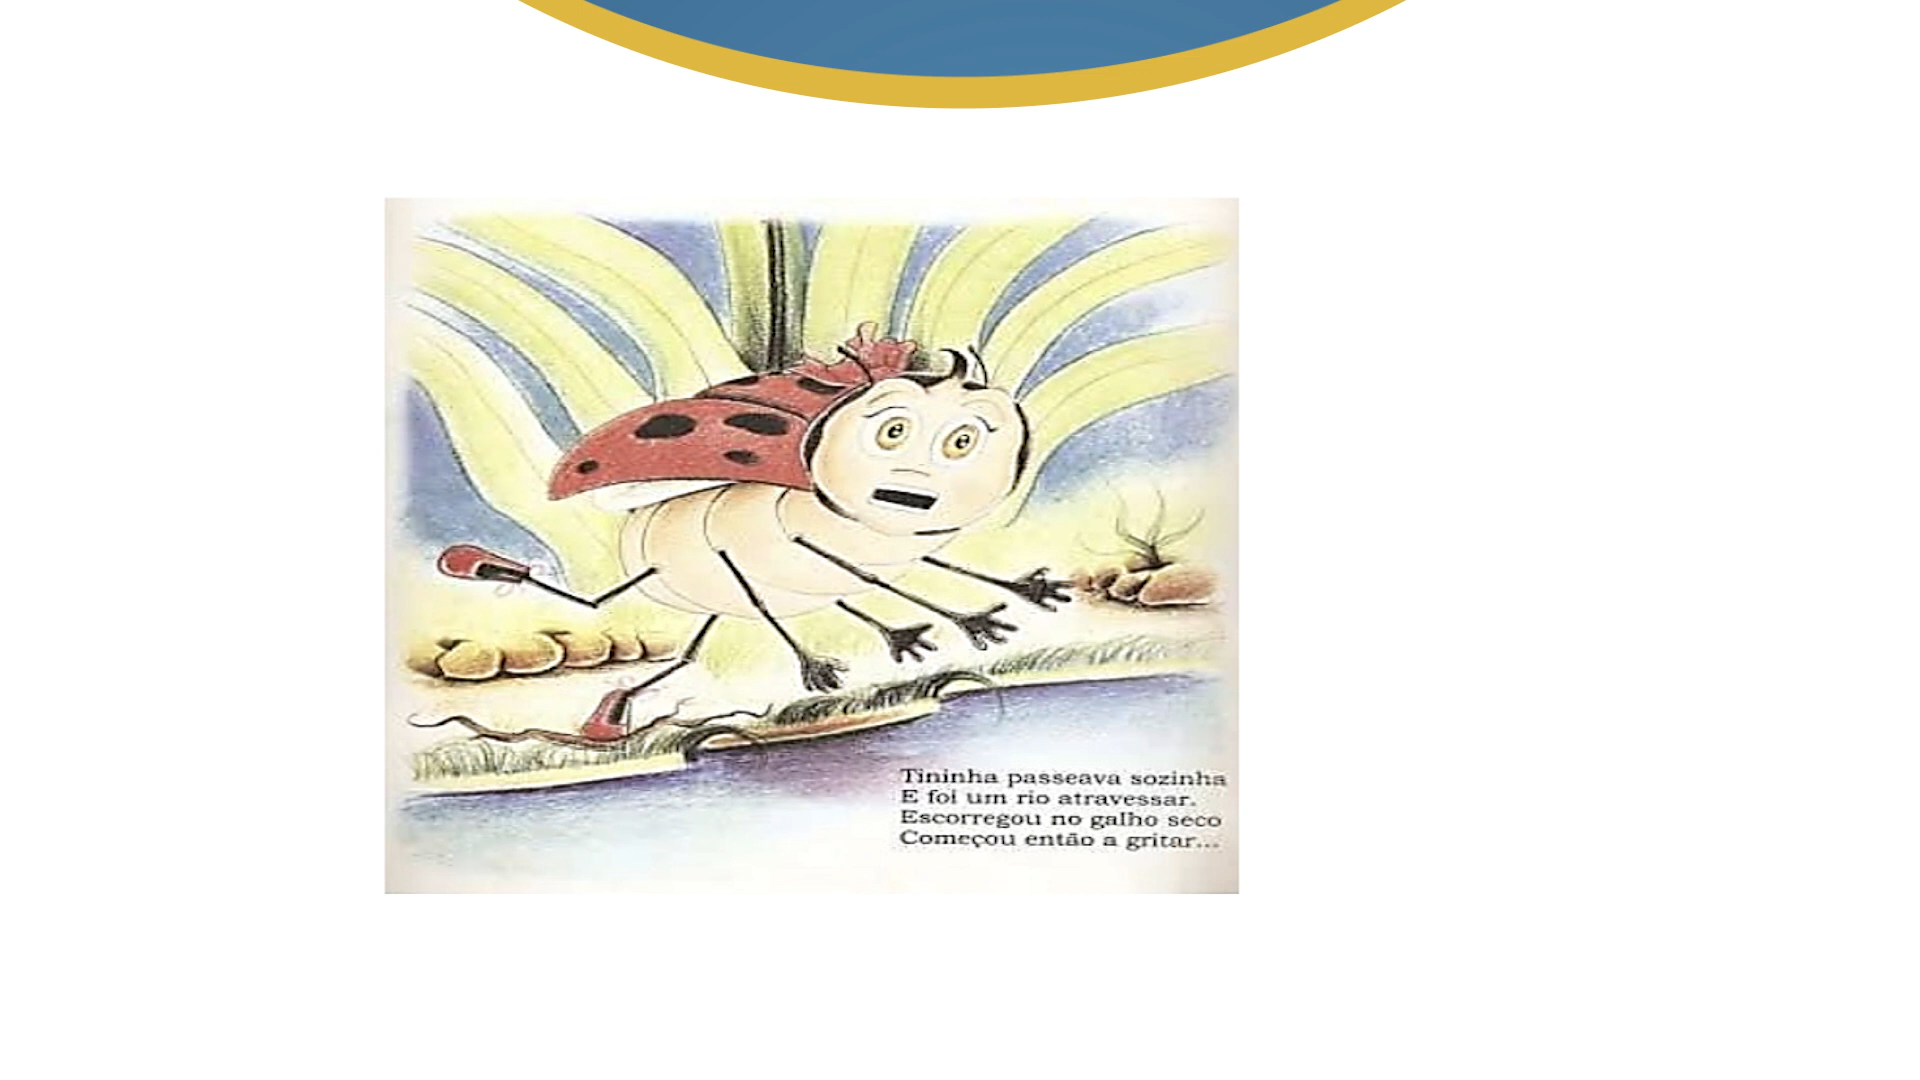 Tininha passeava sozinha
E foi um rio atravessar.
Escorregou no galho seco
Começou então a gritar...